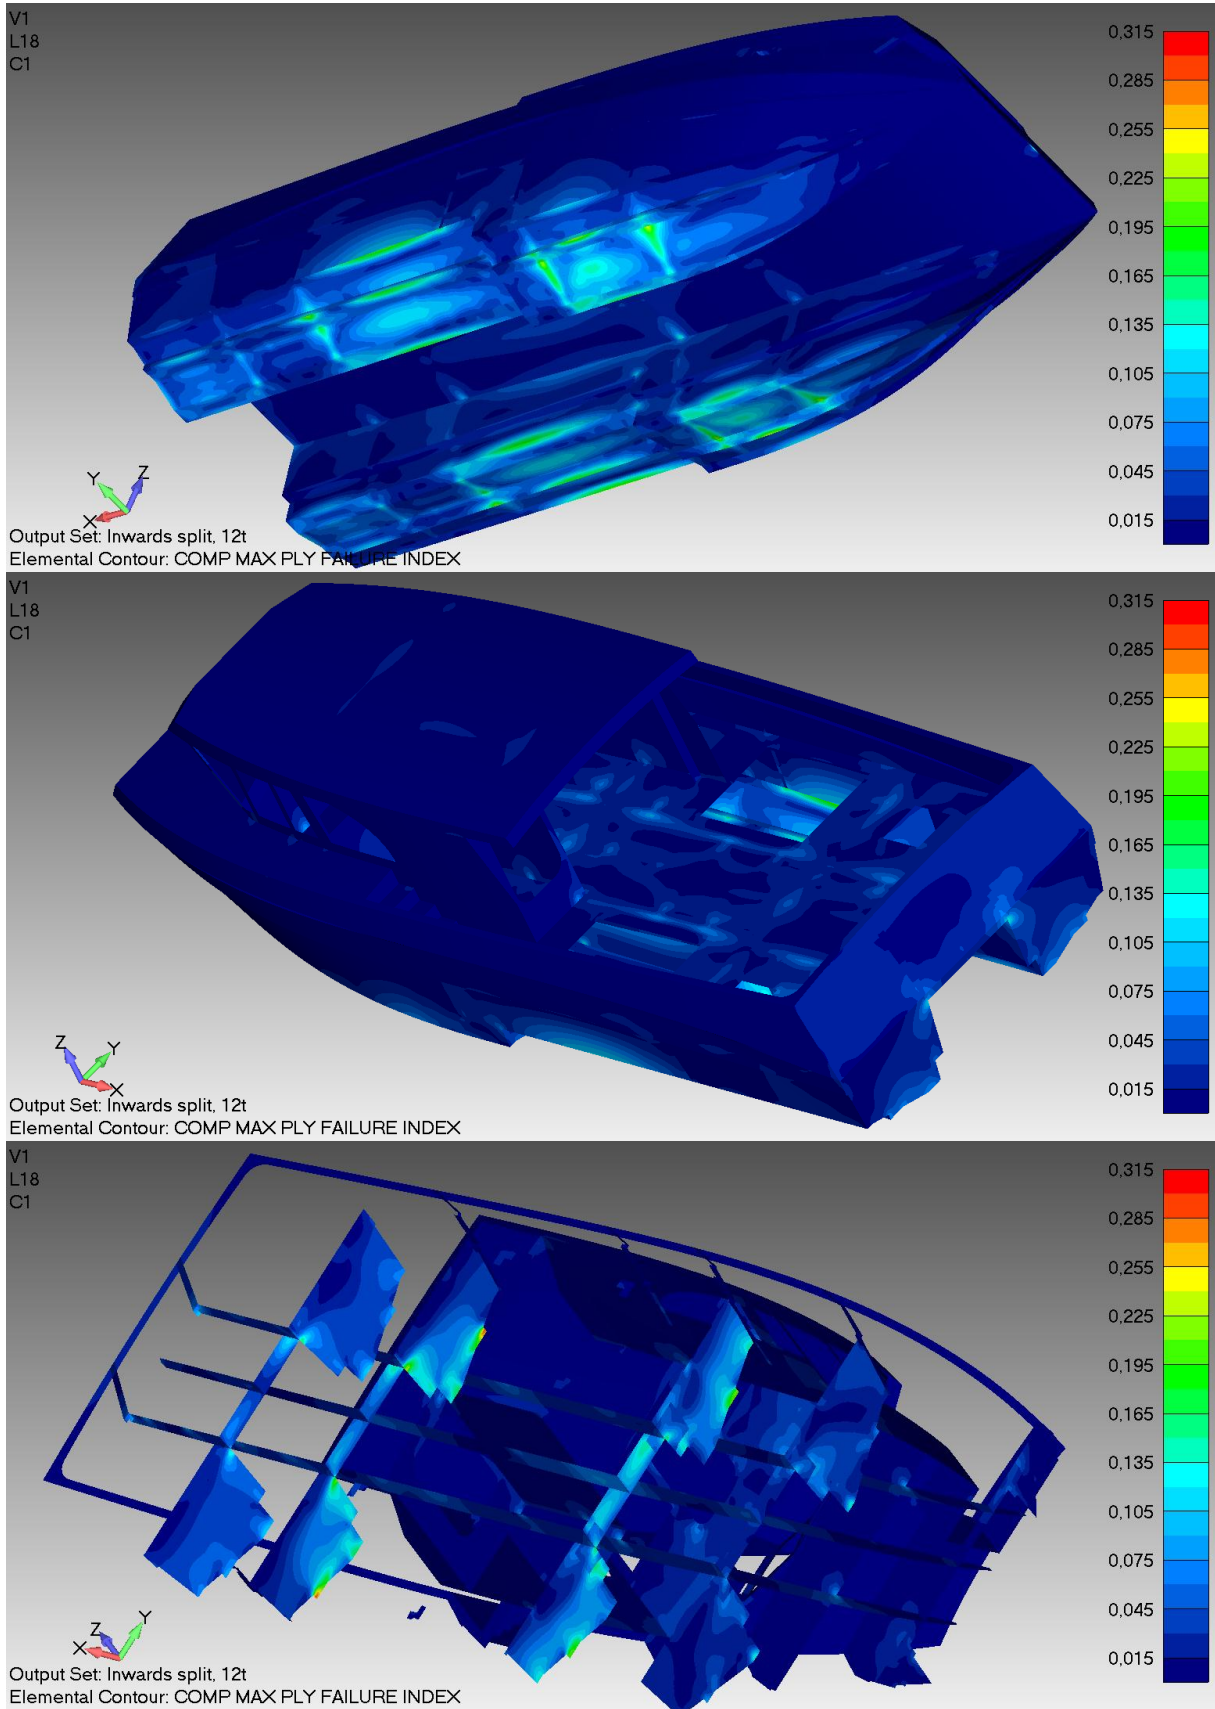 V1
L18
C1
0,315
0,285
0,255
0,225
0,195
0,165
0,135
0,105
0,075
0,045
0,015
Y
Z
X
Output Set: Inwards split, 12t
Elemental Contour: COMP MAX PLY FAILURE INDEX
V1
L18
C1
0,315
0,285
0,255
0,225
0,195
0,165
0,135
0,105
0,075
0,045
0,015
Z
Y
X
Output Set: Inwards split, 12t
Elemental Contour: COMP MAX PLY FAILURE INDEX
V1
L18
C1
0,315
0,285
0,255
0,225
0,195
0,165
0,135
0,105
0,075
0,045
0,015
Y
Z
X
Output Set: Inwards split, 12t
Elemental Contour: COMP MAX PLY FAILURE INDEX